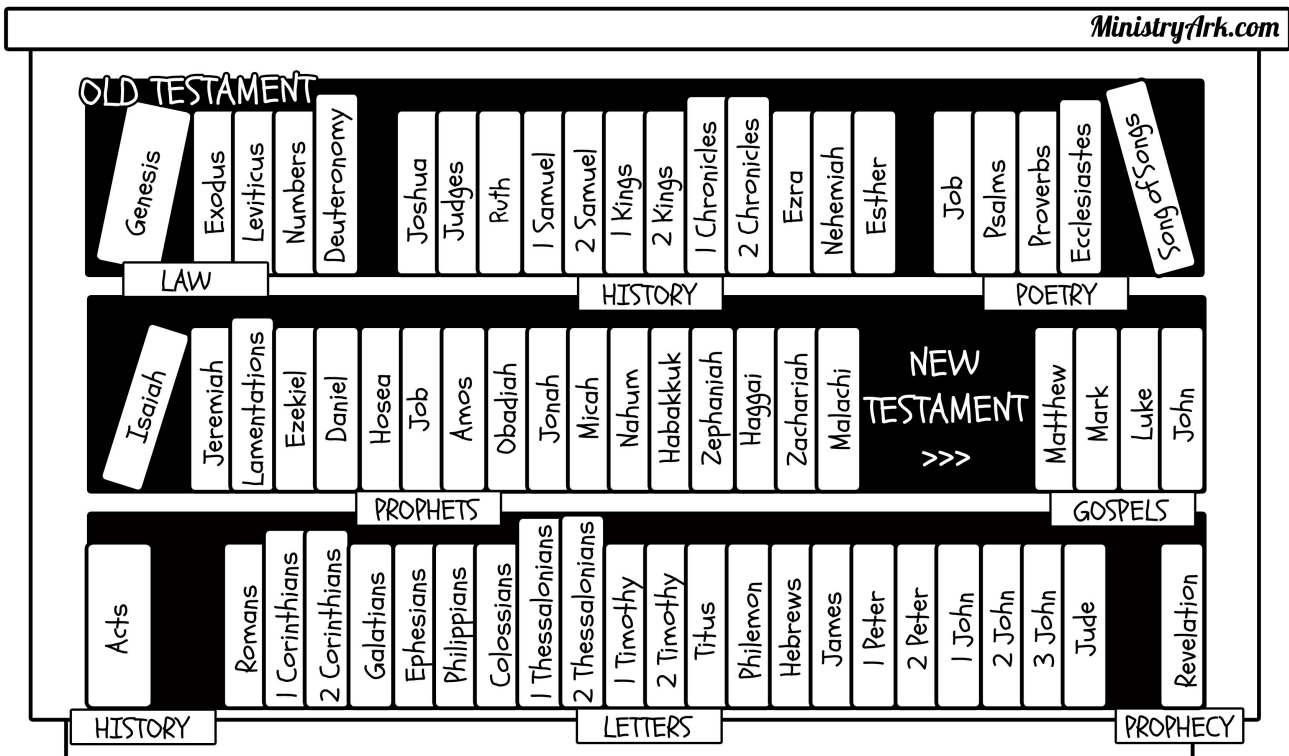 MinistryArk.com
OLD TESTAMENT
Genesis
Exodus
Leviticus
Numbers
Deuteronomy
LAW
Joshua
Judges
Ruth
1 Samuel
2 Samuel
1 Kings
2 Kings
1 Chronicles
2 Chronicles
Ezra
Nehemiah
Esther
HISTORY
Job
Psalms
Proverbs
Ecclesiastes
Song of Songs
POETRY
Isaiah
Jeremiah
Lamentations
Ezekiel
Daniel
Hosea
Job
Amos
Obadiah
Jonah
Micah
Nahum
Habakkuk
Zephaniah
Haggai
Zachariah
Malachi
PROPHETS
NEW
TESTAMENT
>>>
Matthew
Mark
Luke
John
GOSPELS
Acts
HISTORY
Romans
1 Corinthians
2 Corinthians
Galatians
Ephesians
Philippians
Colossians
1 Thessalonians
2 Thessalonians
1 Timothy
2 Timothy
Titus
Philemon
Hebrews
James
1 Peter
2 Peter
1 John
2 John
3 John
Jude
LETTERS
Revelation
PROPHECY